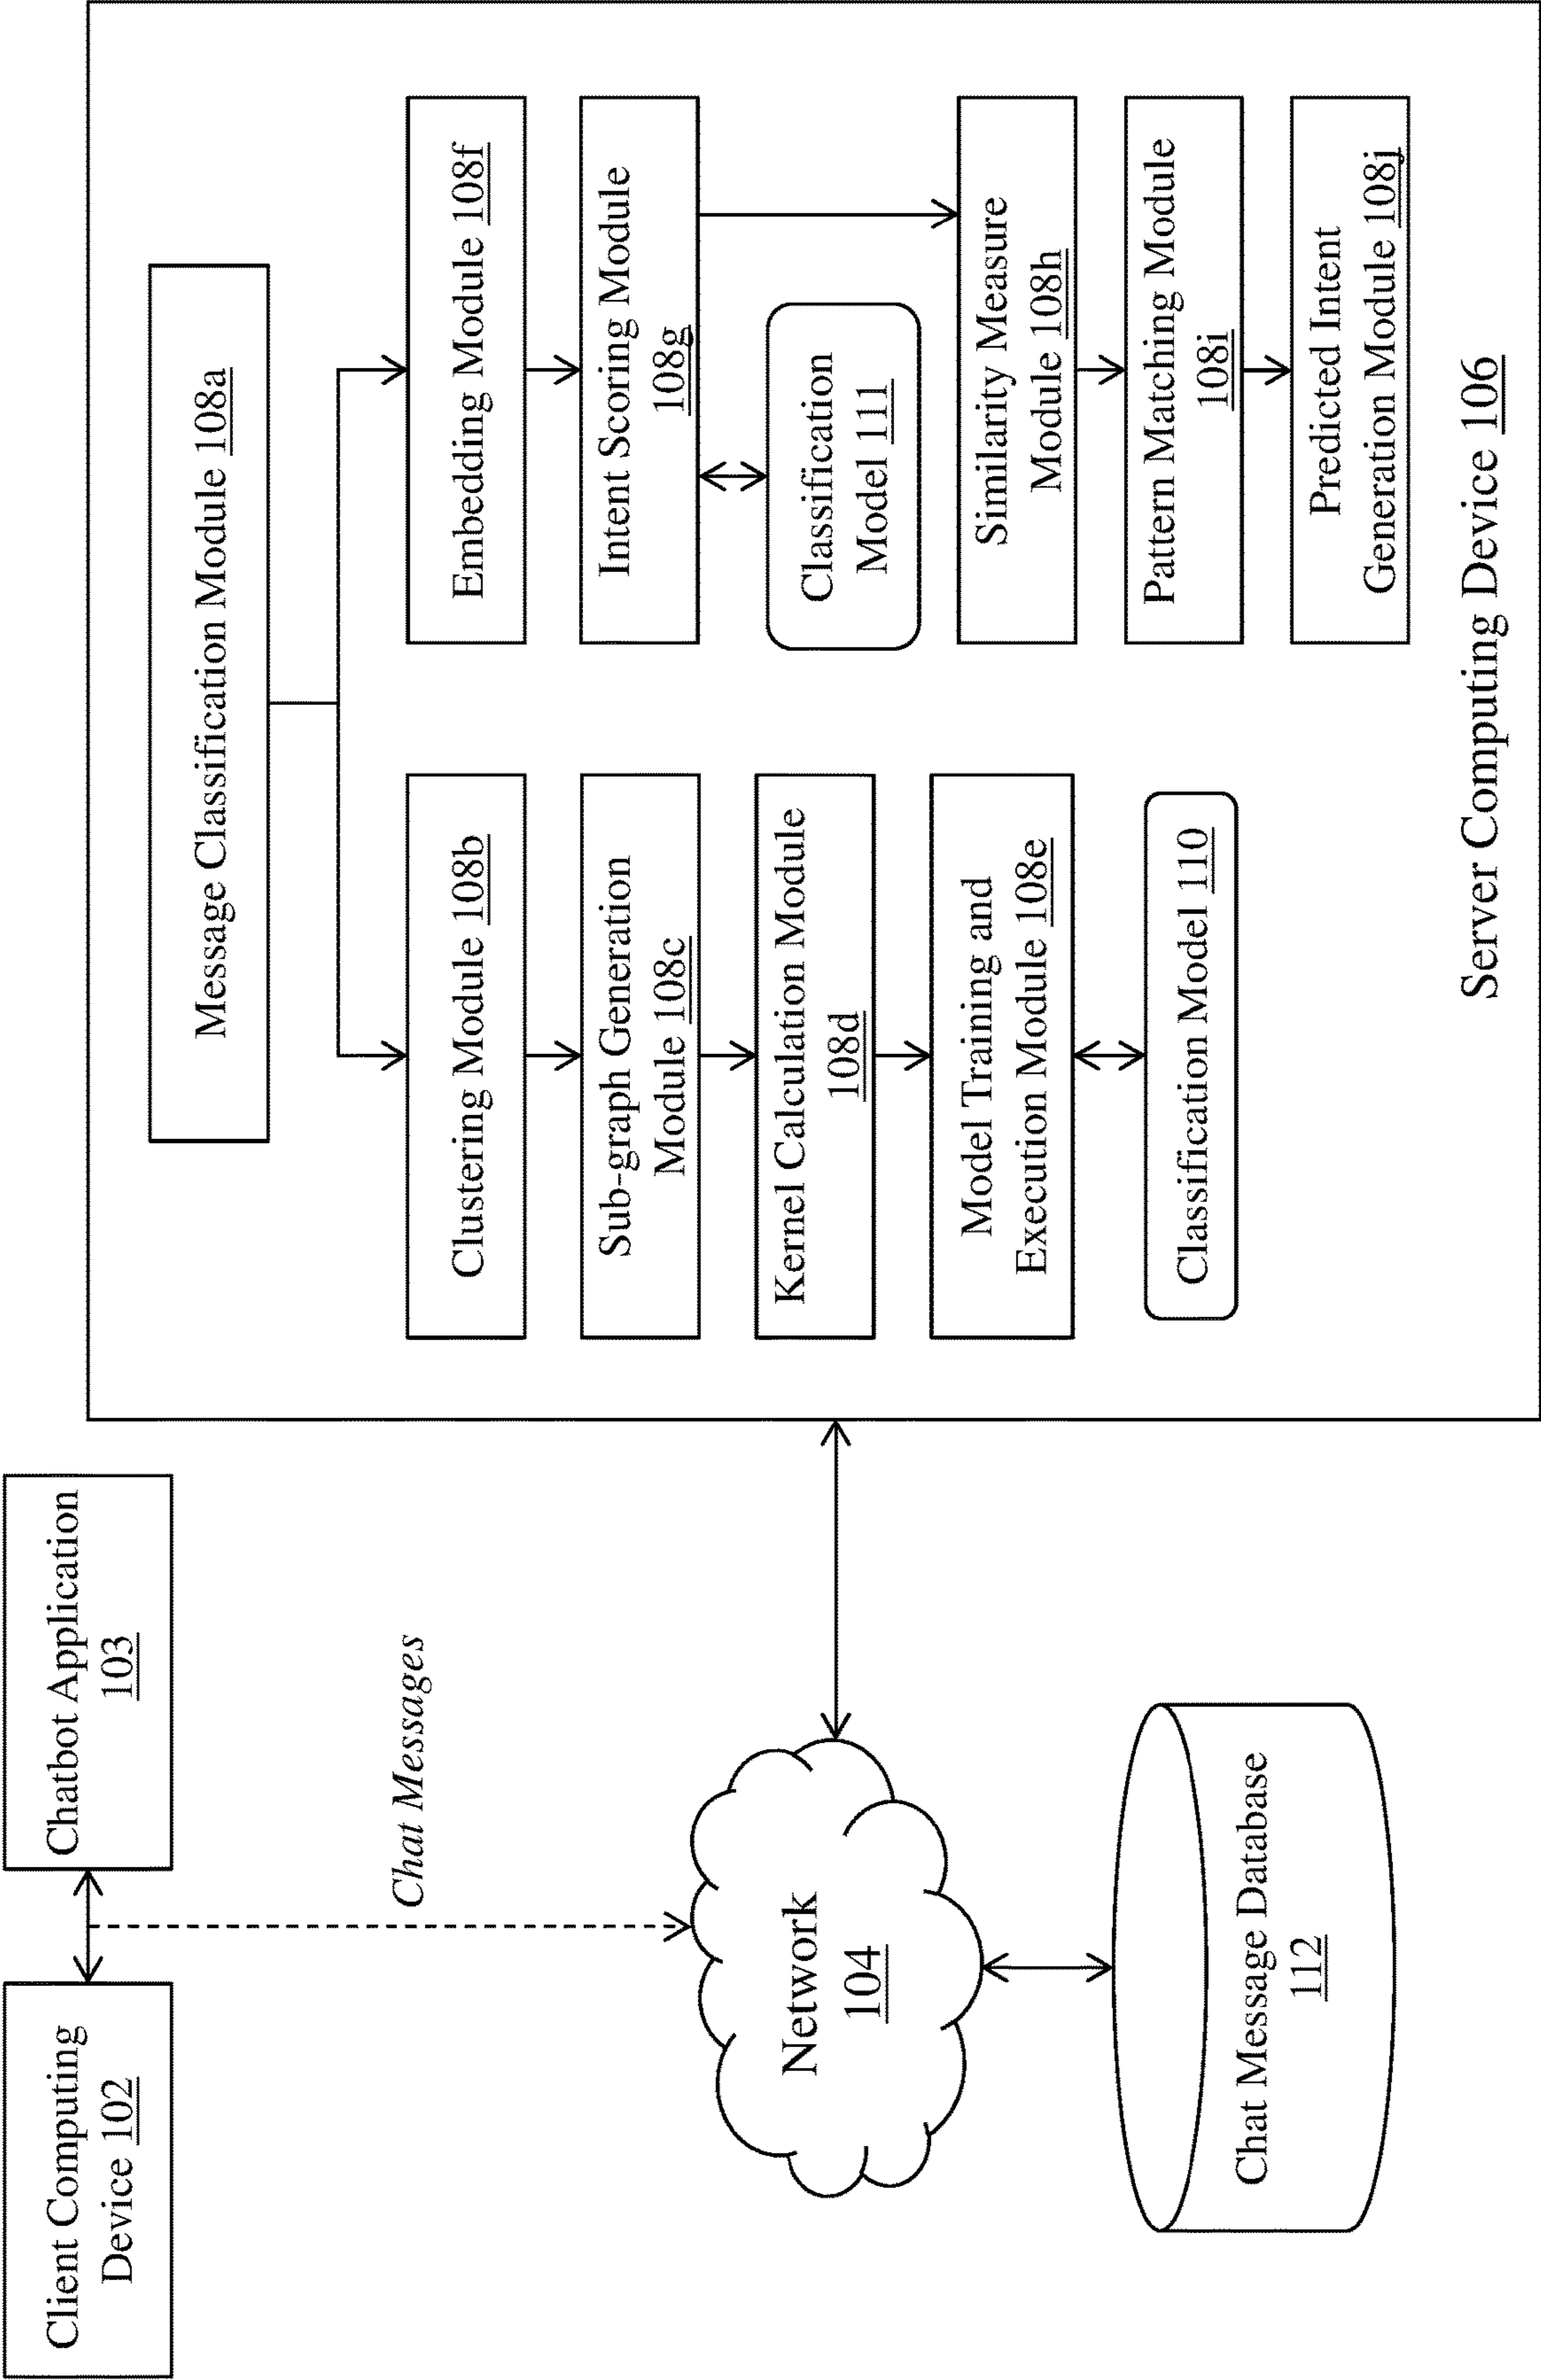 Client Computing
Device 102
Chatbot Application
103
Chat Messages
Network
104
Chat Message Database
112
Message Classification Module 108a
Clustering Module 108b
Sub-graph Generation
Module 108c
Kernel Calculation Module
108d
Model Training and
Execution Module 108e
Classification Model 110
Embedding Module 108f
Intent Scoring Module
108g
Classification
Model 111
Similarity Measure
Module 108h
Pattern Matching Module
108i
Predicted Intent
Generation Module 108j
Server Computing Device 106